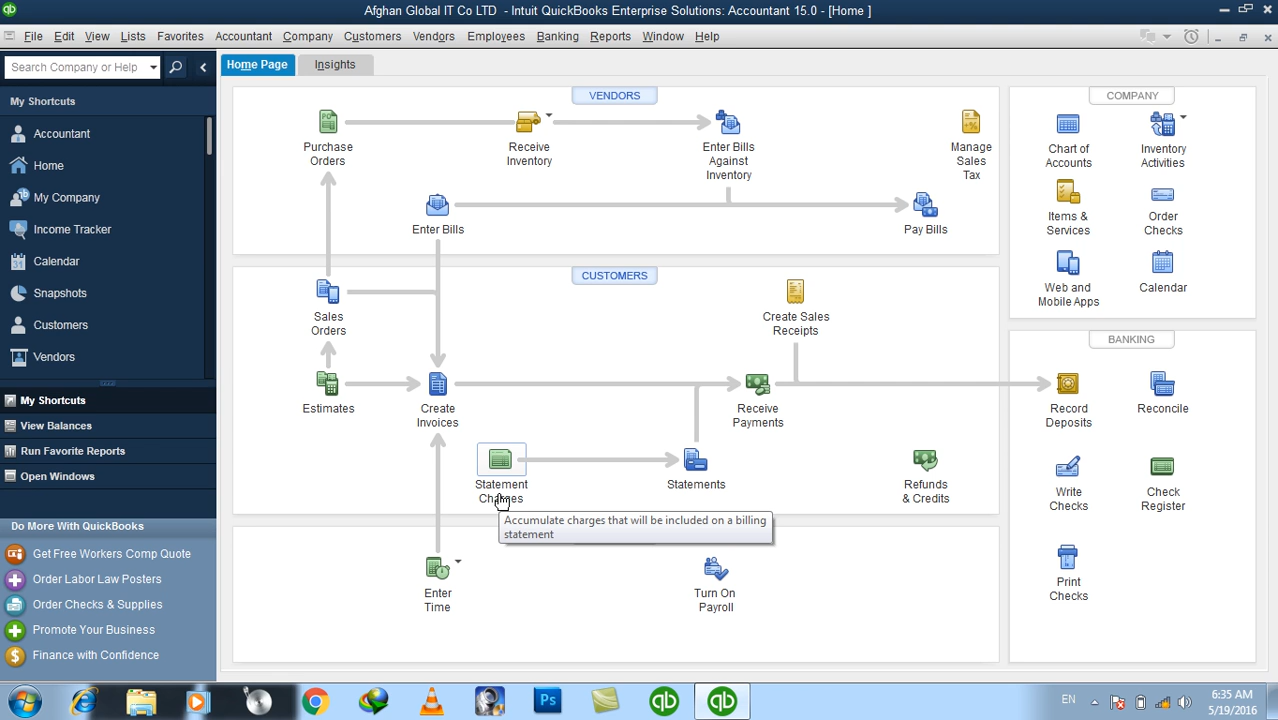 Afghan Global IT Co LTD - Intuit QuickBooks Enterprise Solutions: Accountant 15.0 - [Home ]
File Edit View Lists Favorites Accountant Company Customers Vendors Employees Banking Reports Window Help
Search Company or Help
My Shortcuts
Accountant
Home
My Company
Income Tracker
Calendar
Snapshots
Customers
Vendors
My Shortcuts
View Balances
Run Favorite Reports
Open Windows
Do More With QuickBooks
Get Free Workers Comp Quote
Order Labor Law Posters
Order Checks & Supplies
Promote Your Business
Finance with Confidence
Home Page
Insights
VENDORS
Purchase
Orders
Receive
Inventory
Enter Bills
Against
Inventory
Manage
Sales
Tax
Enter Bills
Pay Bills
CUSTOMERS
Sales
Orders
Create Sales
Receipts
Estimates
Create
Invoices
Receive
Payments
Statement
Charges
Statements
Refunds
& Credits
Accumulate charges that will be included on a billing
statement
Enter
Time
Turn On
Payroll
COMPANY
Chart of
Accounts
Inventory
Activities
Items &
Services
Order
Checks
Web and
Mobile Apps
Calendar
31
BANKING
Record
Deposits
Reconcile
Write
Checks
Check
Register
Print
Checks
qb
qb
Ps
EN
6:35 AM
5/19/2016